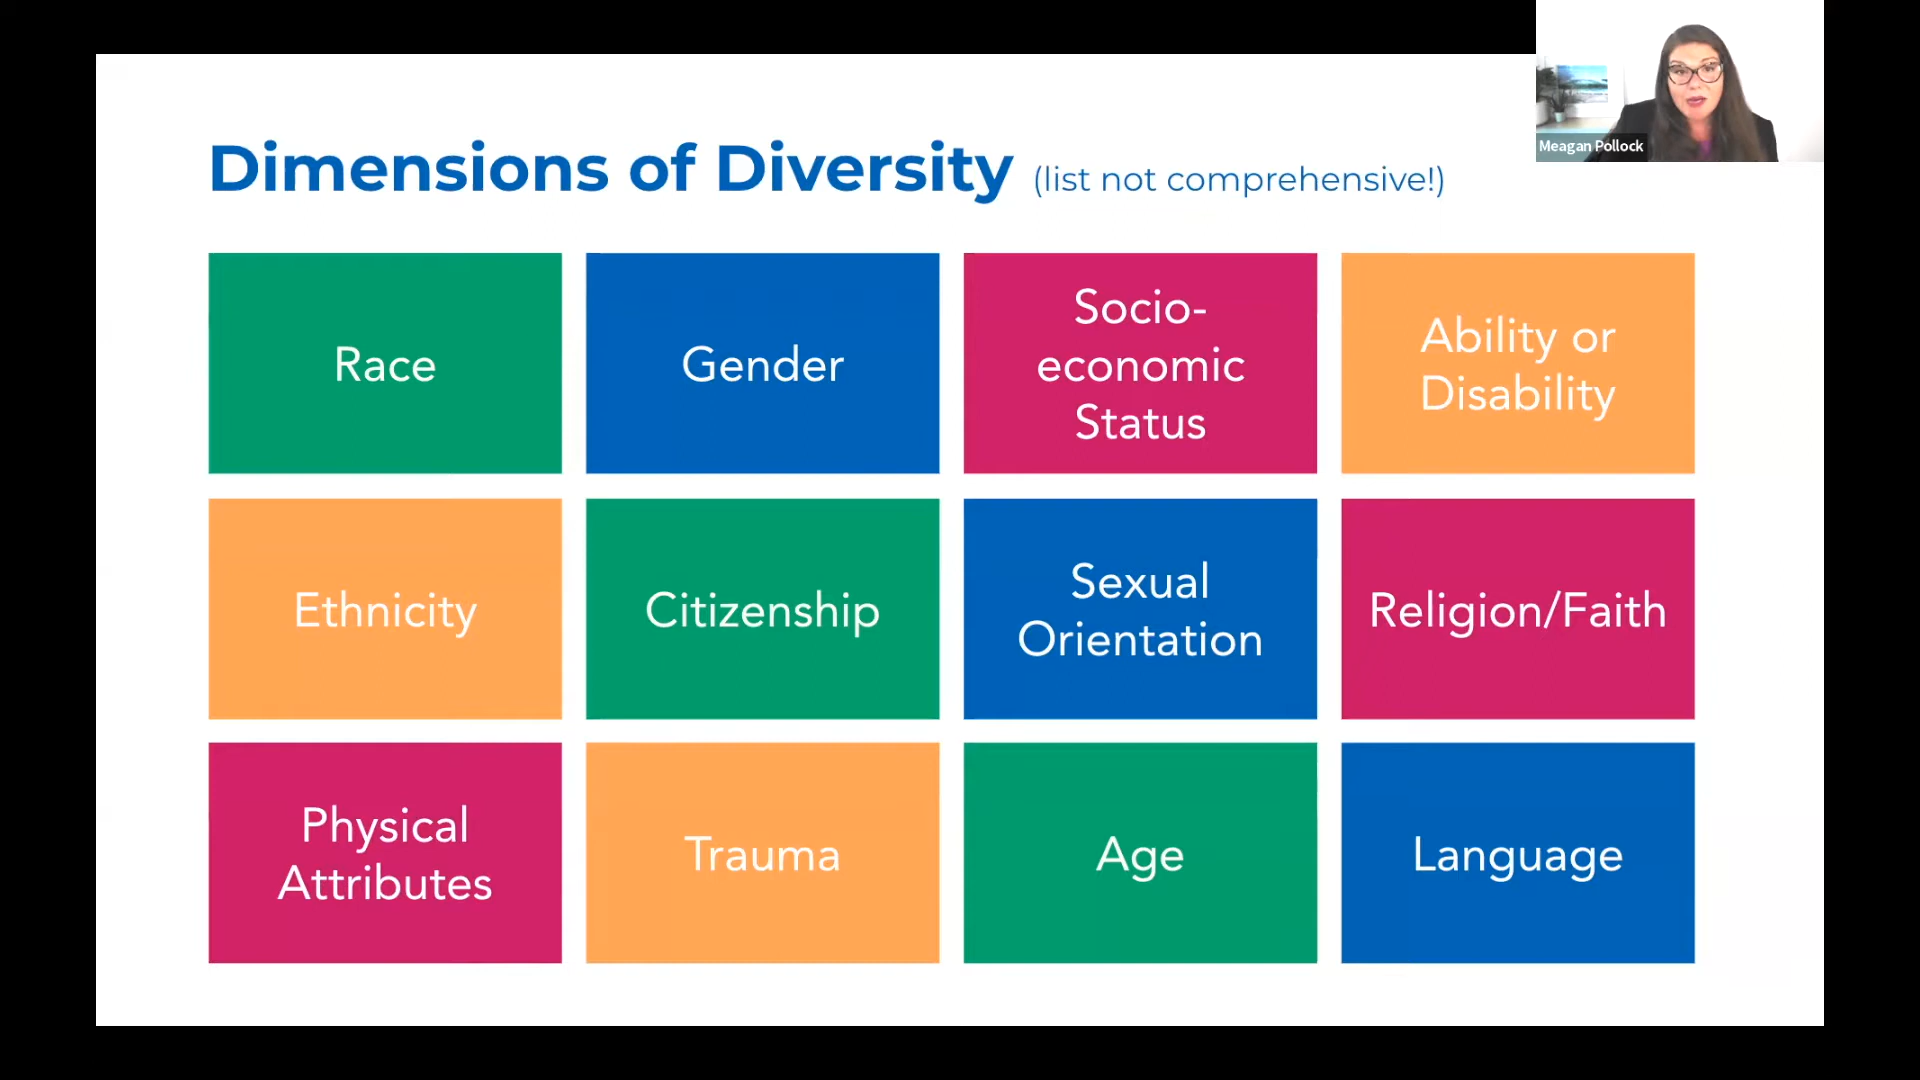 Meagan Pollock
Dimensions of Diversity (list not comprehensive!)
Race
Gender
Socio-
economic
Status
Ability or
Disability
Ethnicity
Citizenship
Sexual
Orientation
Religion/Faith
Physical
Attributes
Trauma
Age
Language